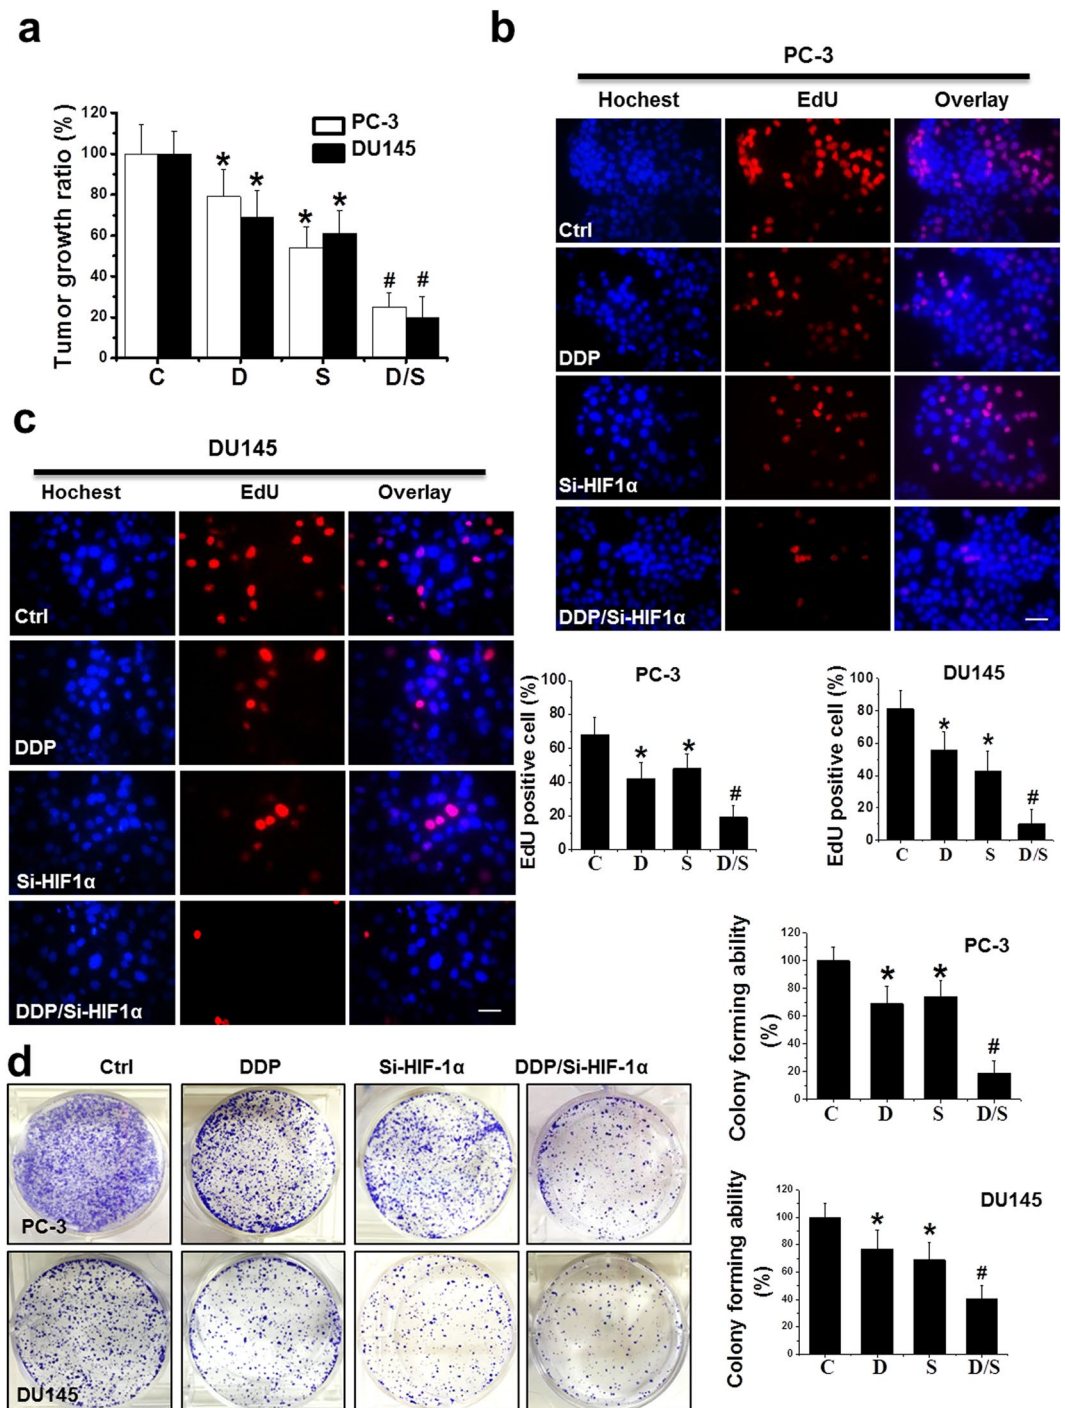 a
Tumor growth ratio (%)
120
100
80
60
40
20
0
PC-3
DU145
*
*
*
*
#
#
C
D
S
D/S
b
PC-3
Hochest
EdU
Overlay
Ctrl
DDP
Si-HIF1α
DDP/Si-HIF1α
c
DU145
Hochest
EdU
Overlay
Ctrl
DDP
Si-HIF1α
DDP/Si-HIF1α
PC-3
EdU positive cell (%)
100
80
60
40
20
0
*
*
#
C
D
S
D/S
DU145
EdU positive cell (%)
100
80
60
40
20
0
*
*
#
C
D
S
D/S
d
Ctrl
DDP
Si-HIF-1α
DDP/Si-HIF-1α
PC-3
DU145
PC-3
Colony forming ability
(%)
120
100
80
60
40
20
0
*
*
#
C
D
S
D/S
DU145
Colony forming ability
(%)
120
100
80
60
40
20
0
*
*
#
C
D
S
D/S